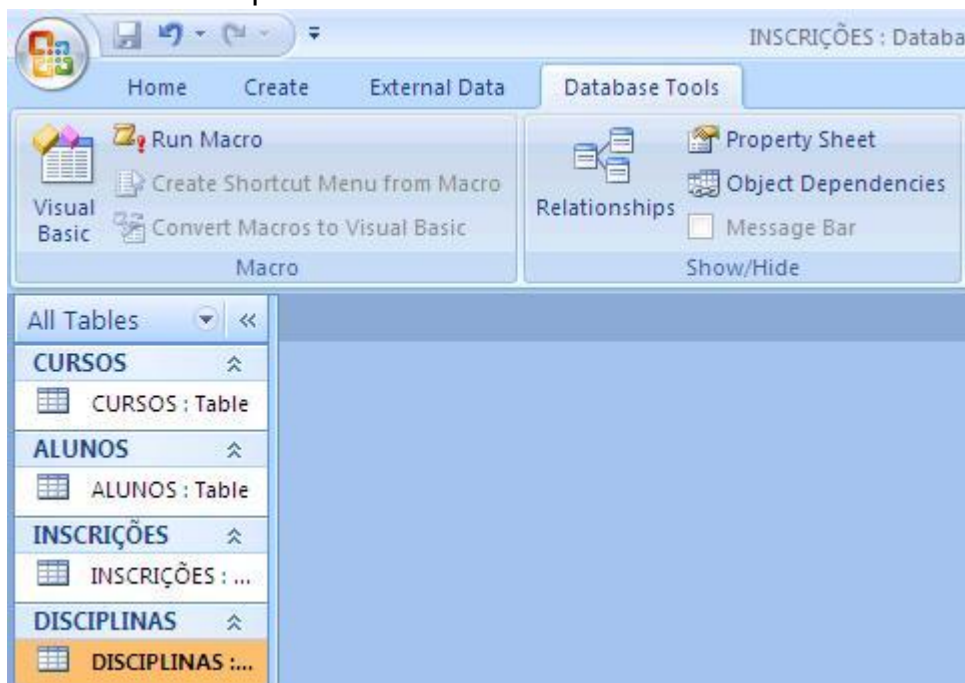 INSCRIÇÕES : Databa
Home Create External Data Database Tools
Visual Basic
Run Macro
Create Shortcut Menu from Macro
Convert Macros to Visual Basic
Macro
Relationships
Property Sheet
Object Dependencies
Message Bar
Show/Hide
All Tables
CURSOS
CURSOS : Table
ALUNOS
ALUNOS : Table
INSCRIÇÕES
INSCRIÇÕES : ...
DISCIPLINAS
DISCIPLINAS :...